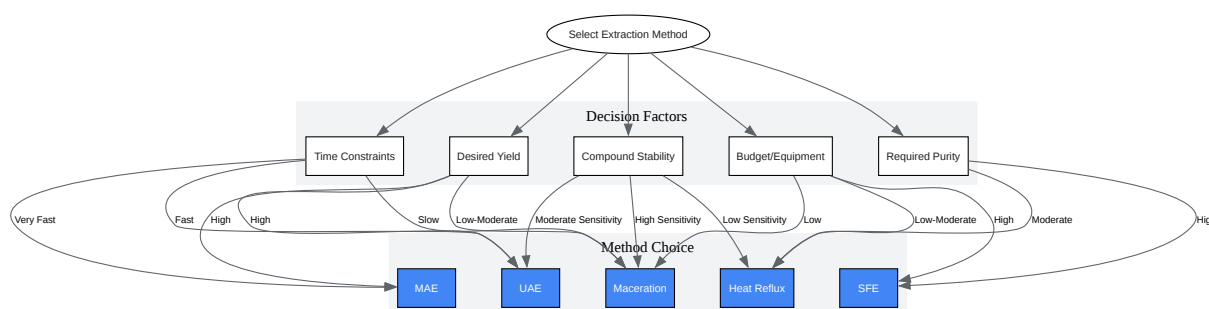 Select Extraction Method
Decision Factors
Time Constraints
Desired Yield
Compound Stability
Budget/Equipment
Required Purity
Very Fast
Fast
High
High
Slow
Low-Moderate
Moderate Sensitivity
High Sensitivity
Low Sensitivity
Low
Low-Moderate
High
Moderate
Method Choice
MAE
UAE
Maceration
Heat Reflux
SFE